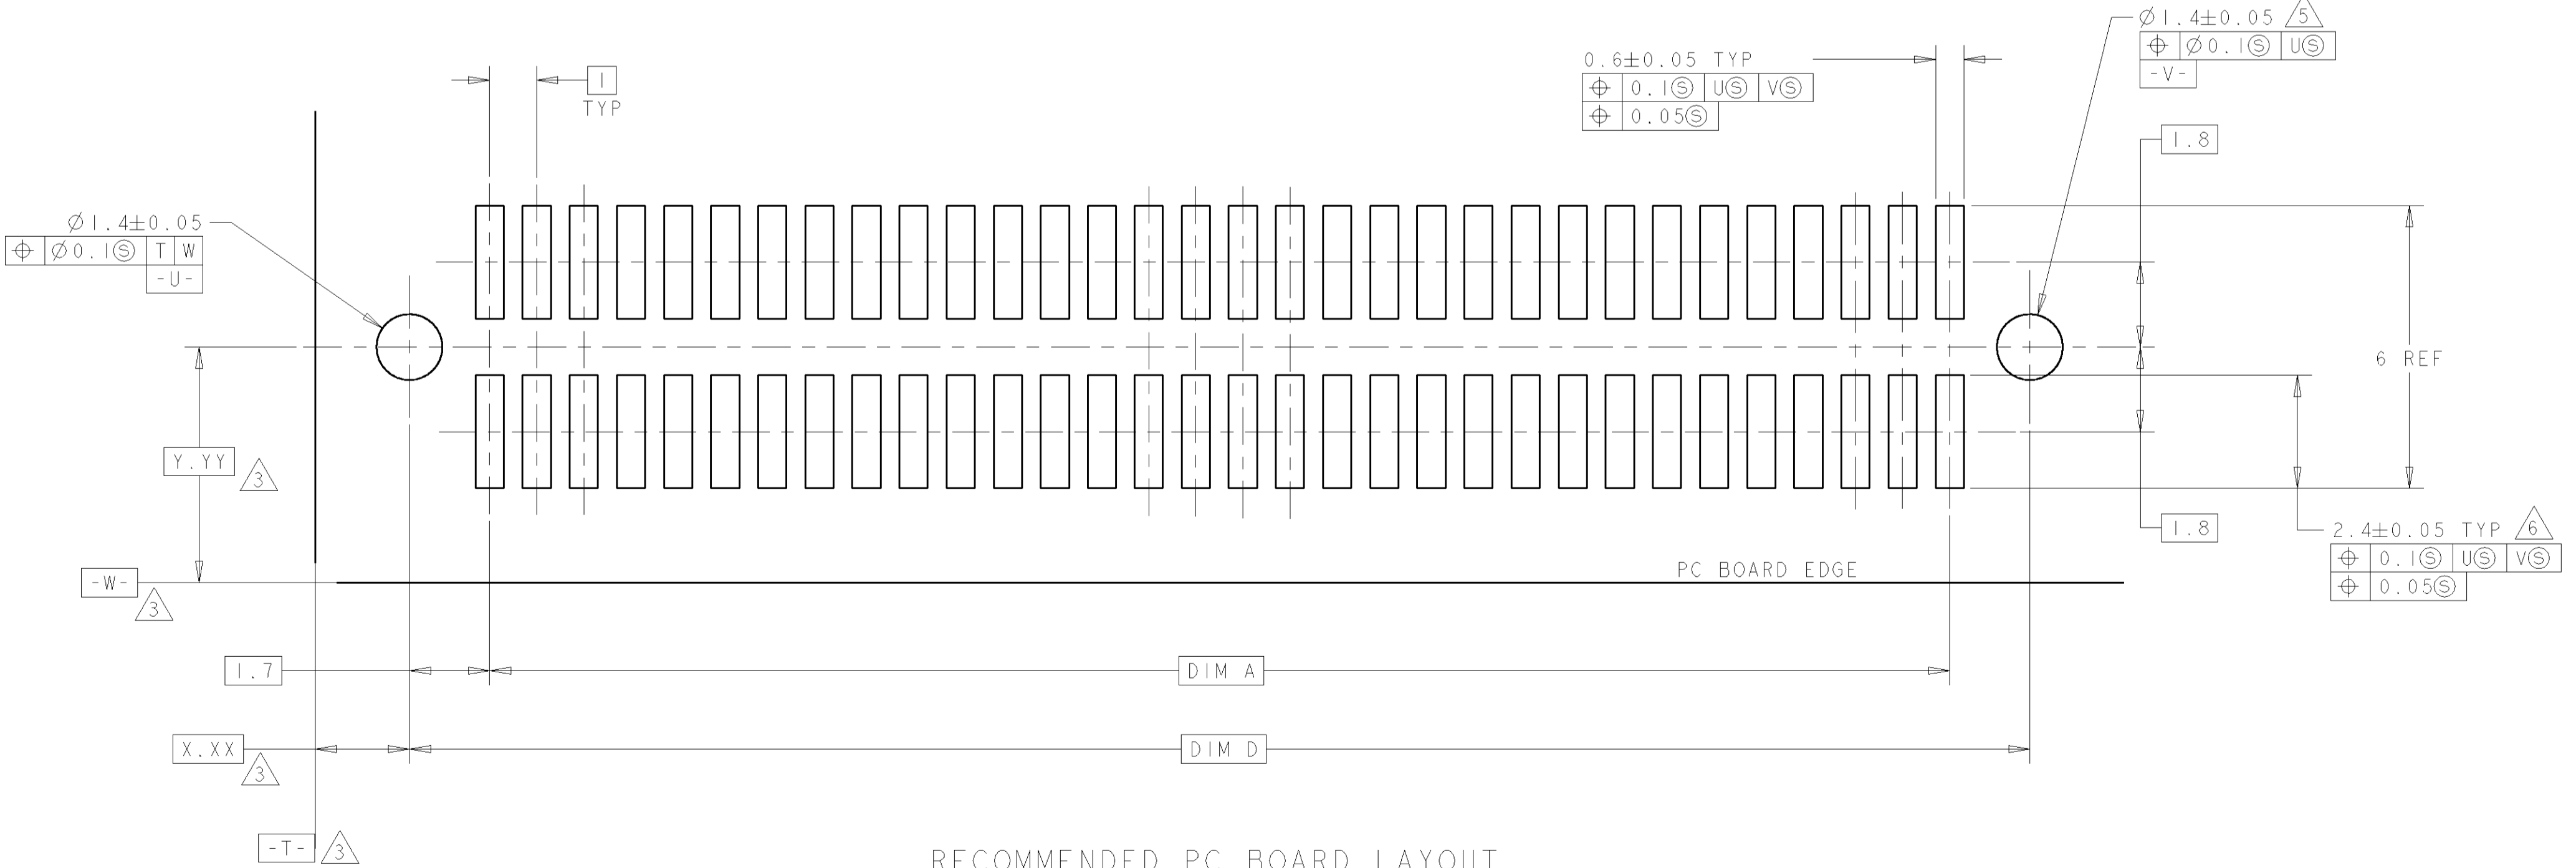 Ø1.4±0.05 5
⌖ Ø0.1Ⓢ UⓈ
-V-
0.6±0.05 TYP
⌖ 0.1Ⓢ UⓈ VⓈ
⌖ 0.05Ⓢ
1
TYP
1.8
Ø1.4±0.05
⌖ Ø0.1Ⓢ T W
-U-
6 REF
Y.YY 3
1.8
2.4±0.05 TYP 6
⌖ 0.1Ⓢ UⓈ VⓈ
⌖ 0.05Ⓢ
PC BOARD EDGE
-W- 3
1.7
DIM A
X.XX 3
DIM D
-T- 3
RECOMMENDED PC BOARD LAYOUT